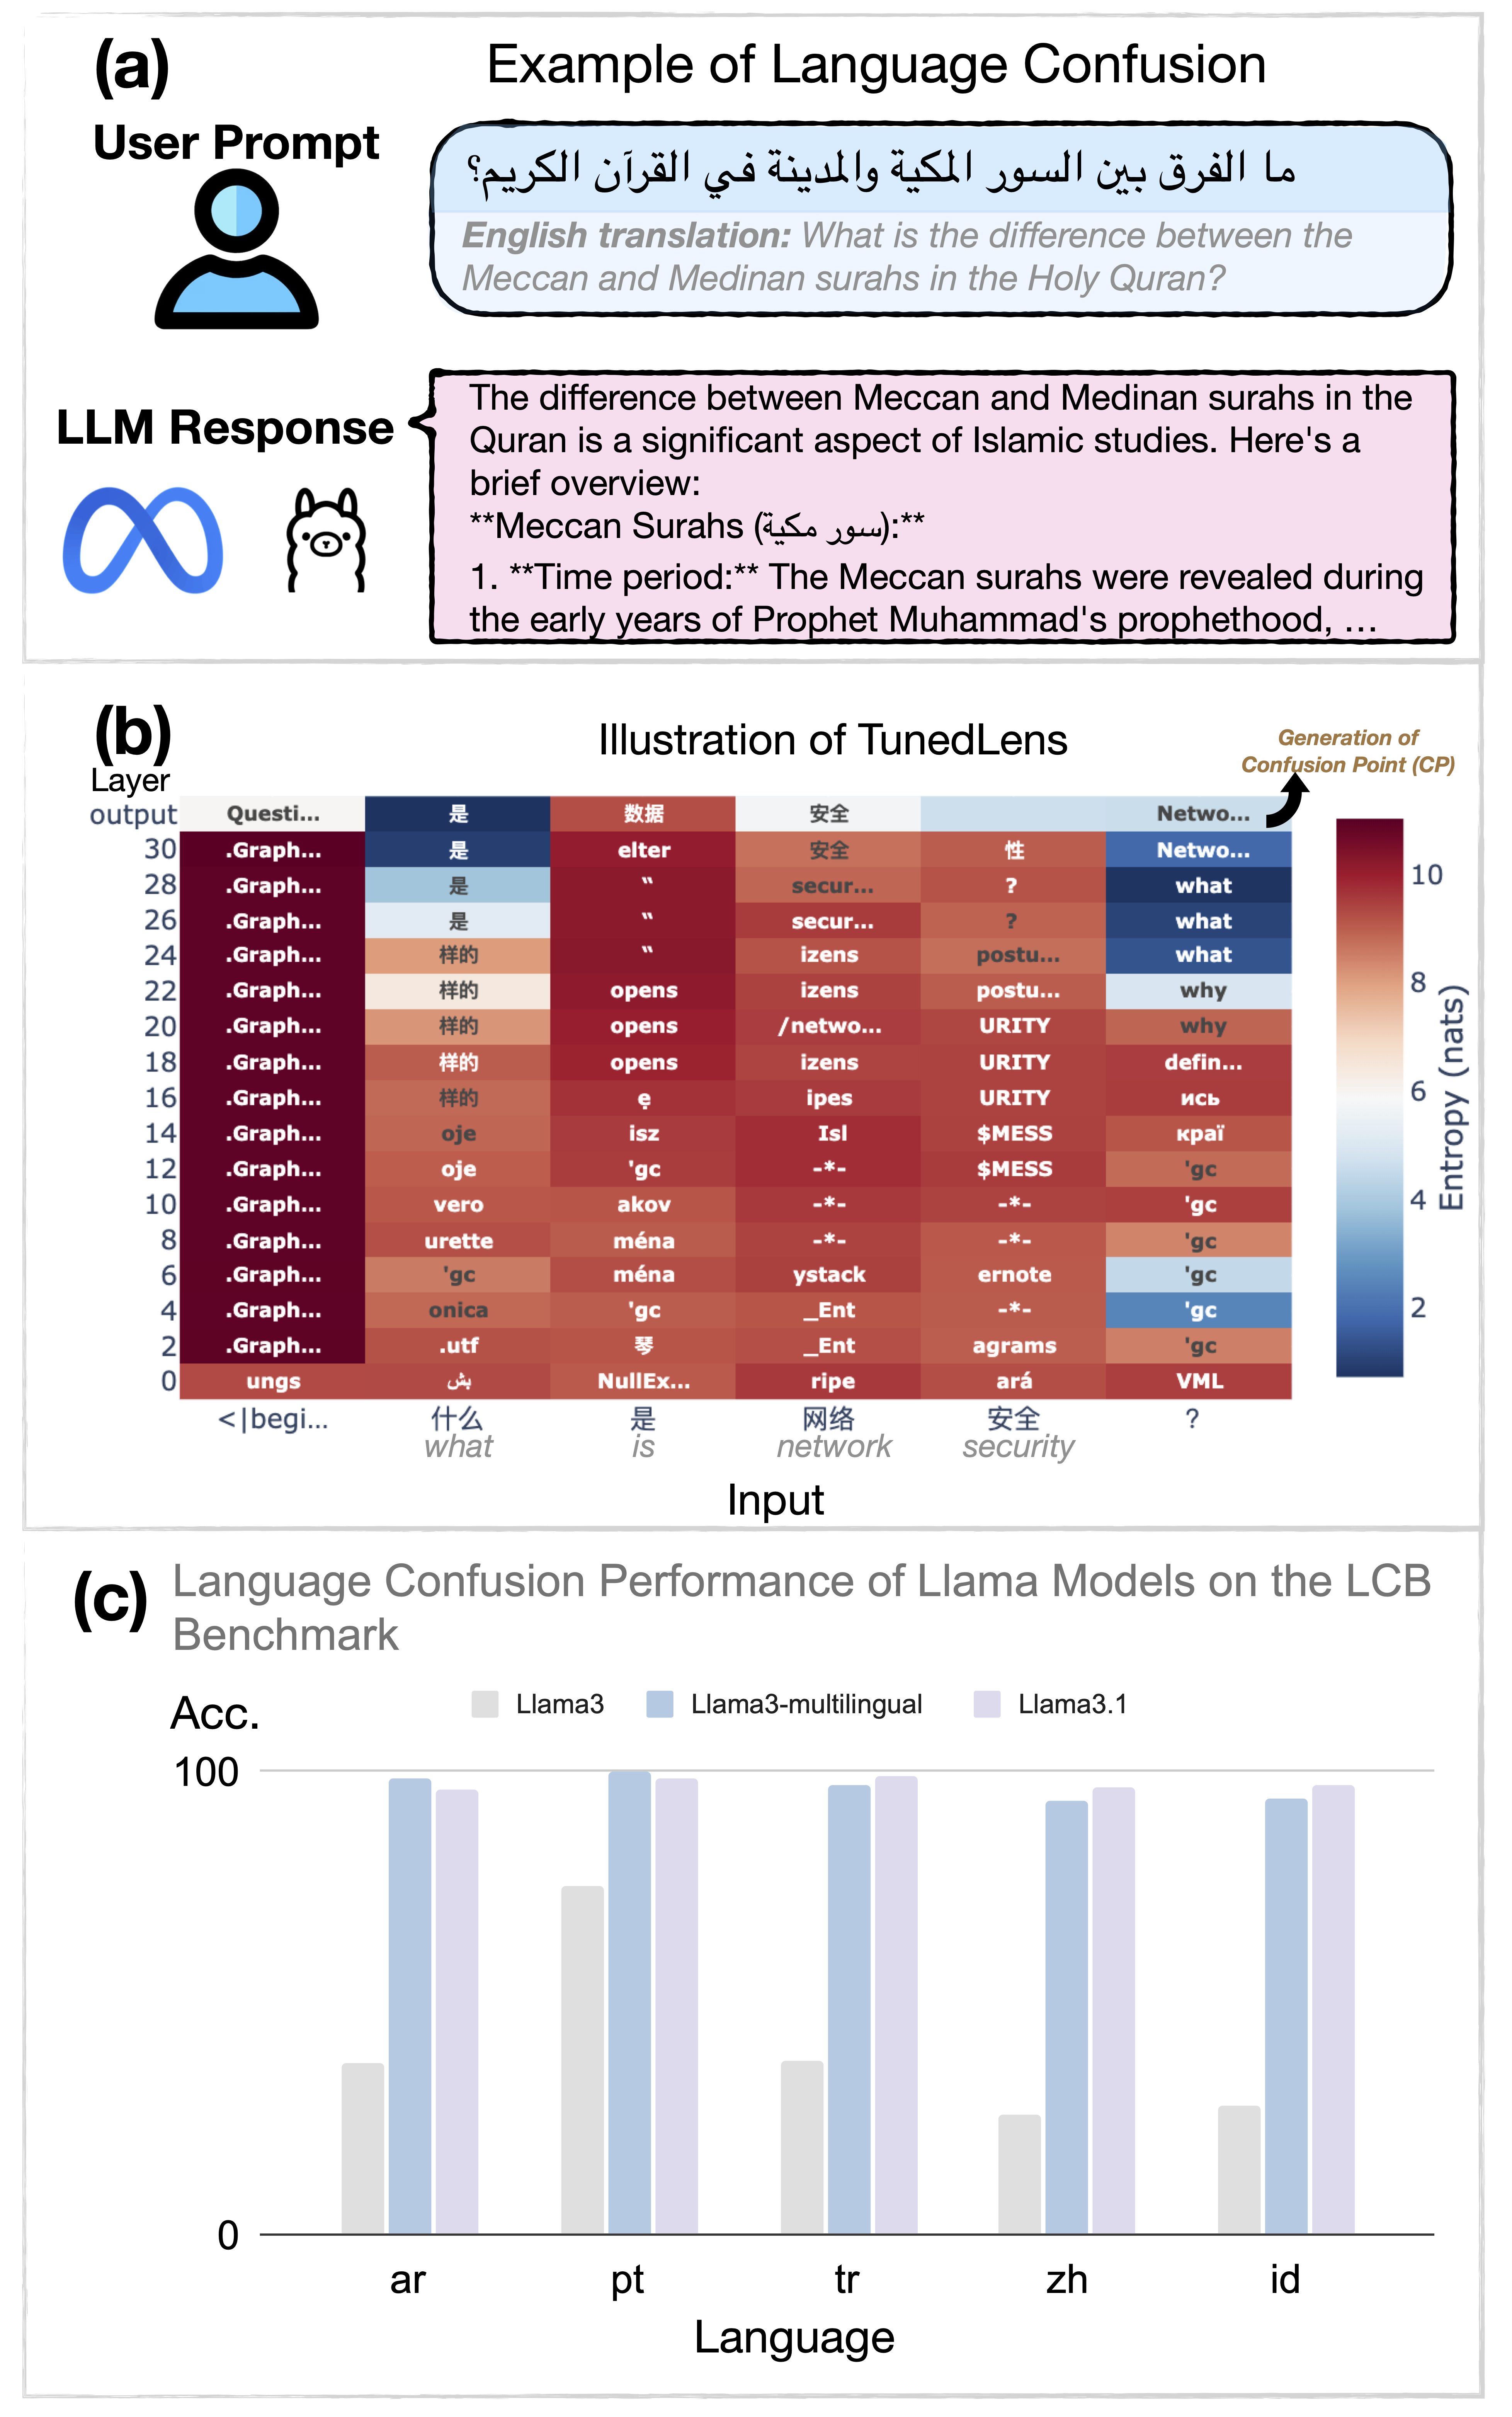 (a)
Example of Language Confusion
User Prompt
ما الفرق بين السور المكية والمدينة في القرآن الكريم؟
English translation: What is the difference between the
Meccan and Medinan surahs in the Holy Quran?
LLM Response
The difference between Meccan and Medinan surahs in the
Quran is a significant aspect of Islamic studies. Here's a
brief overview:
**Meccan Surahs (سور مكية):**
1. **Time period:** The Meccan surahs were revealed during
the early years of Prophet Muhammad's prophethood, …
(b)
Illustration of TunedLens
Generation of
Confusion Point (CP)
Layer
output Questi... 是 数据 安全 Netwo...
30 .Graph... 是 elter 安全 性 Netwo...
28 .Graph... 是 “ secur... ? what
26 .Graph... 是 “ secur... ? what
24 .Graph... 样的 “ izens postu... what
22 .Graph... 样的 opens izens postu... why
20 .Graph... 样的 opens /netwo... URITY why
18 .Graph... 样的 opens izens URITY defin...
16 .Graph... 样的 ẹ ipes URITY ись
14 .Graph... oje isz Isl $MESS краї
12 .Graph... oje 'gc -*- $MESS 'gc
10 .Graph... vero akov -*- -*- 'gc
8 .Graph... urette ména -*- -*- 'gc
6 .Graph... 'gc ména ystack ernote 'gc
4 .Graph... onica 'gc _Ent -*- 'gc
2 .Graph... .utf 琴 _Ent agrams 'gc
0 ungs بش NullEx... ripe ará VML
<|begi... 什么 是 网络 安全 ?
what is network security
Input
10
8
6
4
2
Entropy (nats)
(c)
Language Confusion Performance of Llama Models on the LCB
Benchmark
Acc.
Llama3 Llama3-multilingual Llama3.1
100
0
ar pt tr zh id
Language